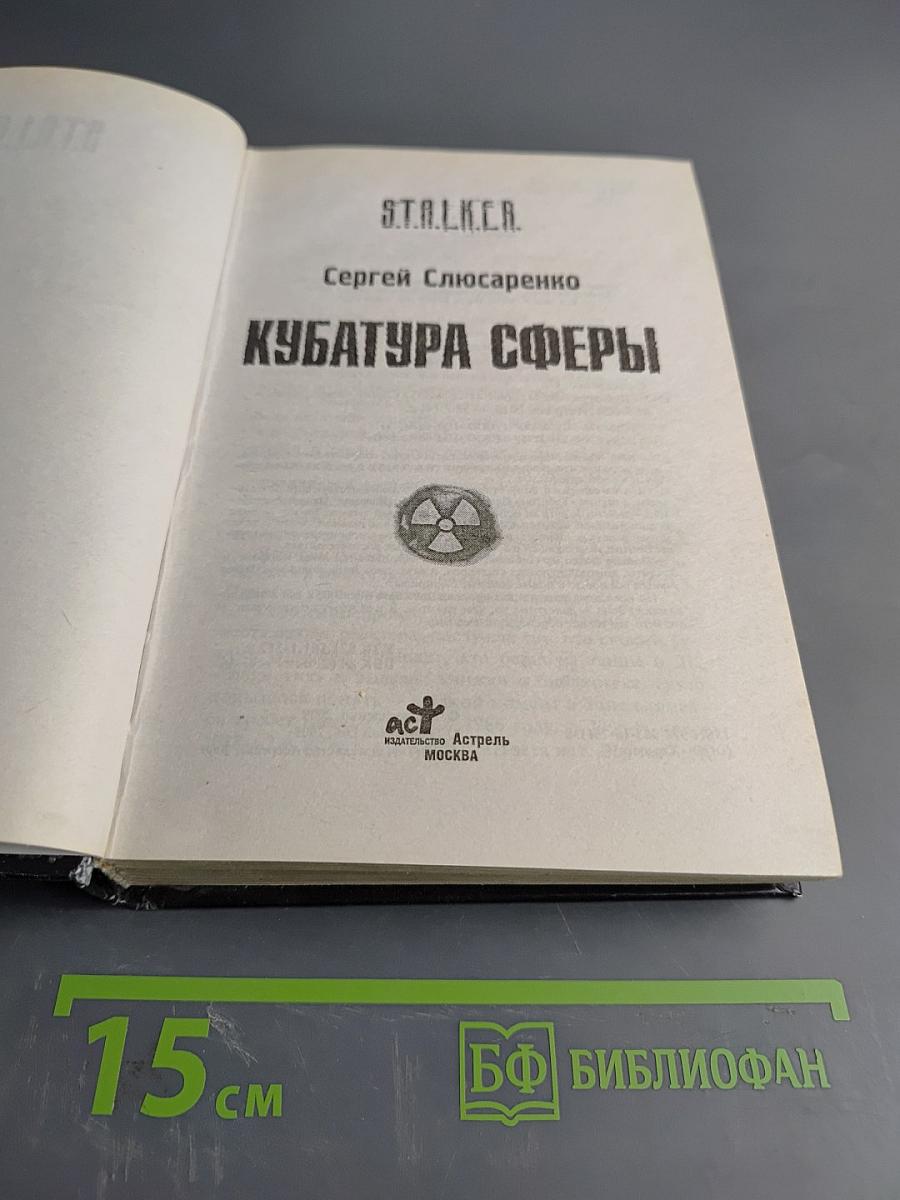 S.T.A.L.K.E.R.
Сергей Слюсаренко
КУБАТУРА СФЕРЫ
аст
ИЗДАТЕЛЬСТВО Астрель
МОСКВА
15 см
БФ БИБЛИОФАН